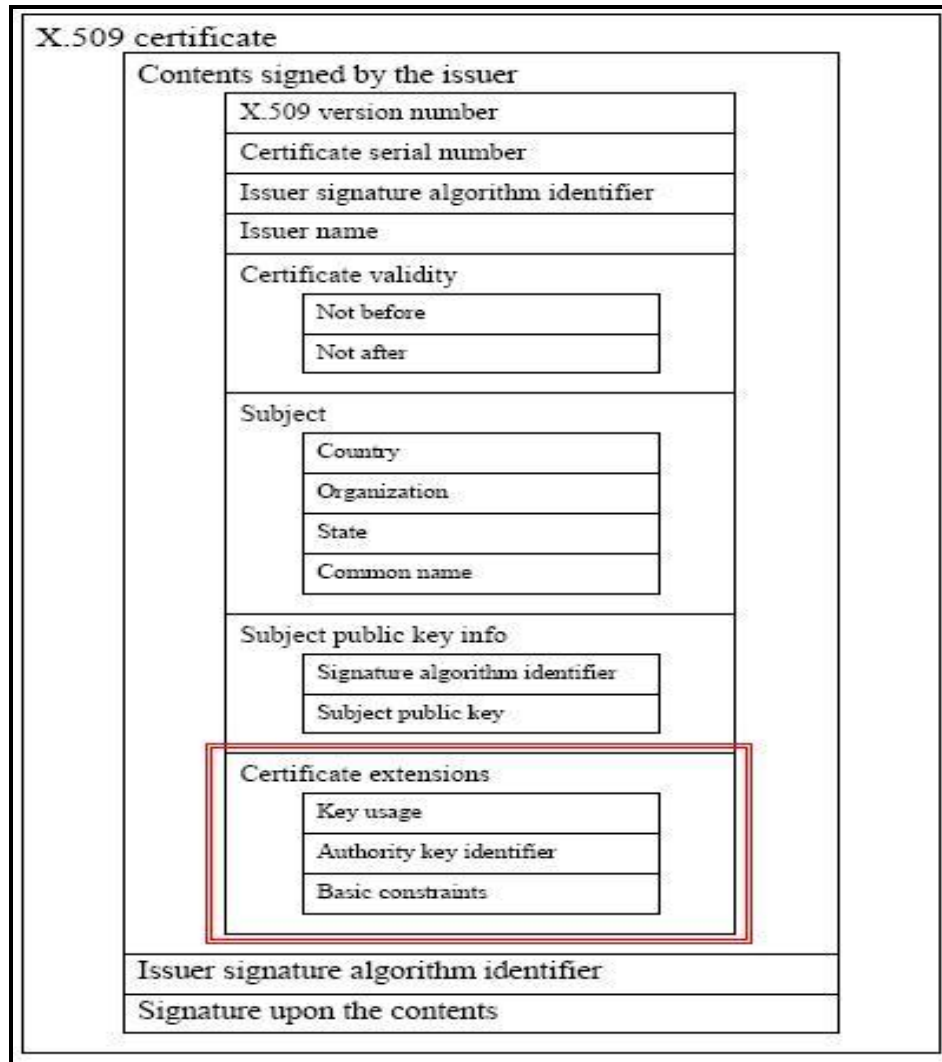 X.509 certificate
Contents signed by the issuer
X.509 version number
Certificate serial number
Issuer signature algorithm identifier
Issuer name
Certificate validity
Not before
Not after
Subject
Country
Organization
State
Common name
Subject public key info
Signature algorithm identifier
Subject public key
Certificate extensions
Key usage
Authority key identifier
Basic constraints
Issuer signature algorithm identifier
Signature upon the contents